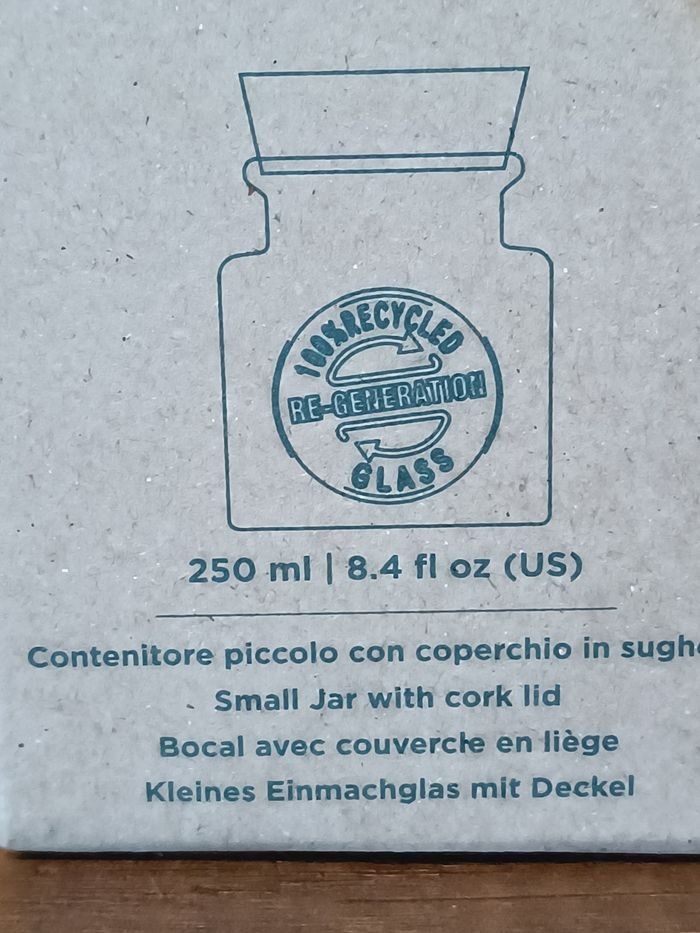 100% RECYCLED
RE-GENERATION
GLASS
250 ml | 8.4 fl oz (US)
Contenitore piccolo con coperchio in sugh
Small Jar with cork lid
Bocal avec couvercle en liège
Kleines Einmachglas mit Deckel